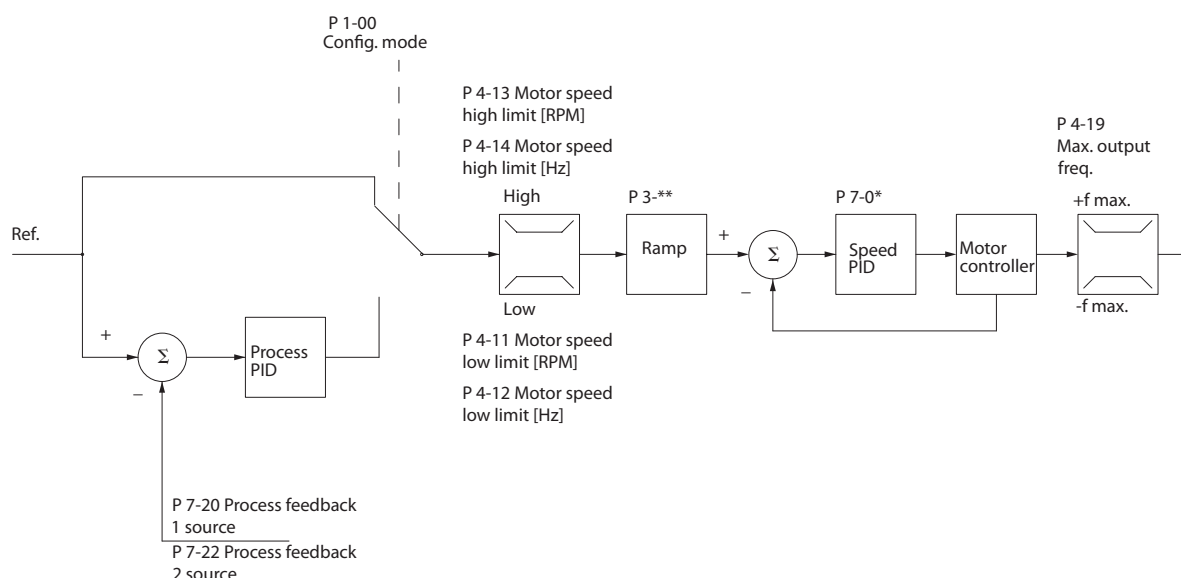 P 1-00
Config. mode
P 4-13 Motor speed
high limit [RPM]
P 4-14 Motor speed
high limit [Hz]
P 4-19
Max. output
freq.
High
P 3-**
P 7-0*
+f max.
Ref.
Ramp
+
Σ
−
Speed
PID
Motor
controller
Low
-f max.
+
Σ
−
Process
PID
P 4-11 Motor speed
low limit [RPM]
P 4-12 Motor speed
low limit [Hz]
P 7-20 Process feedback
1 source
P 7-22 Process feedback
2 source